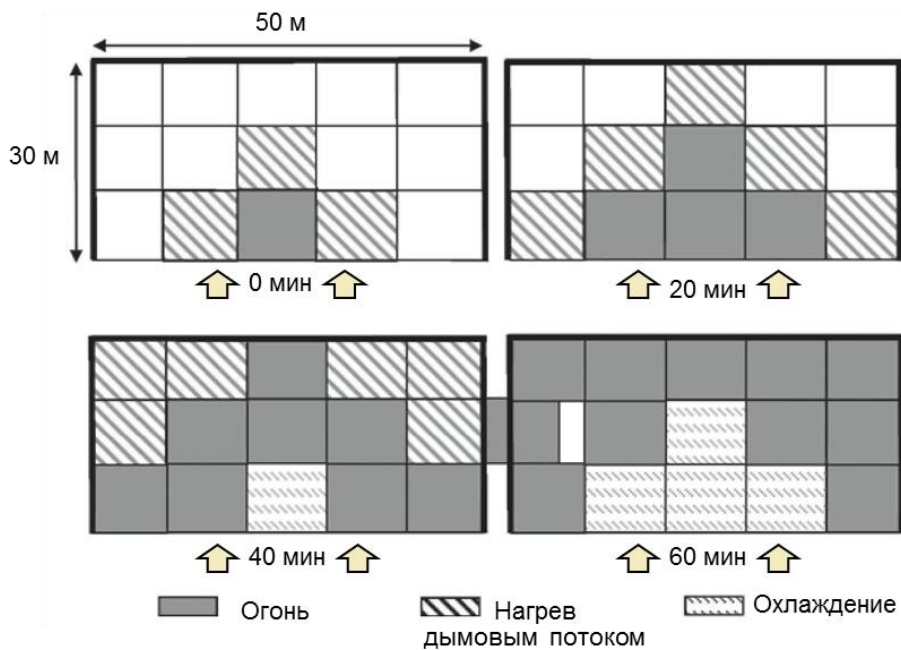 50 м
30 м
0 мин
20 мин
40 мин
60 мин
Огонь
Нагрев
дымовым потоком
Охлаждение